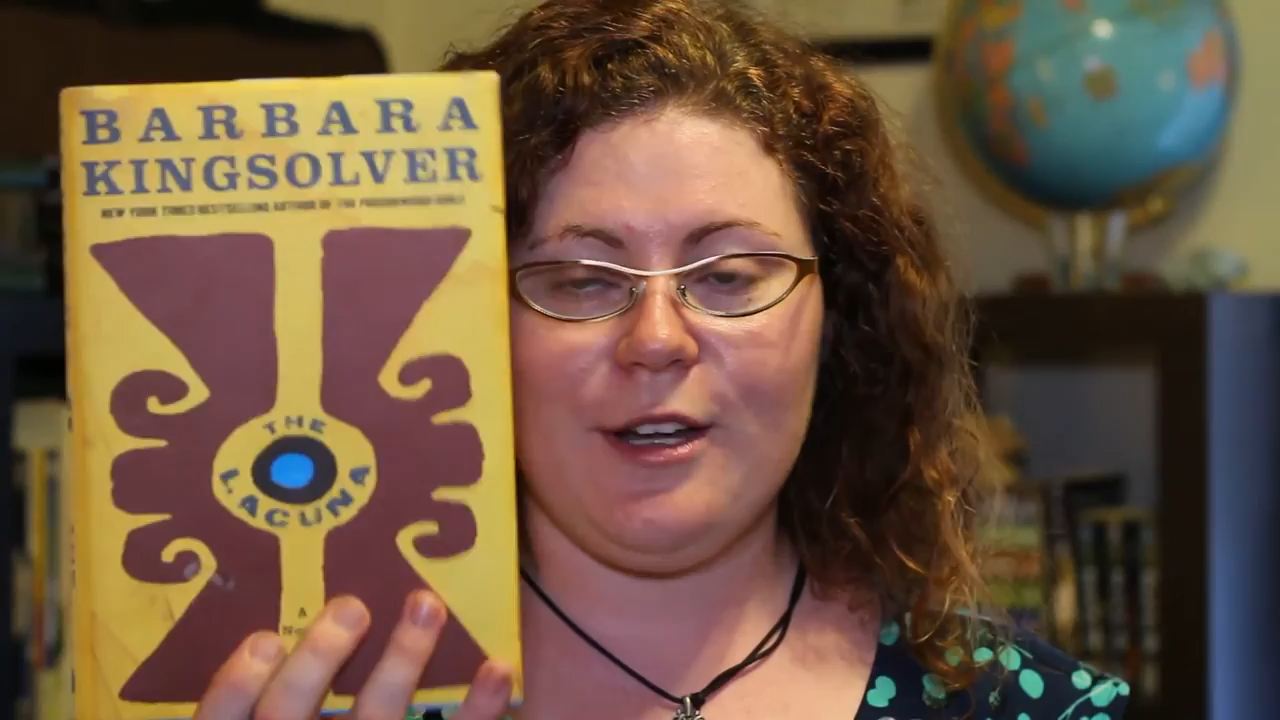 BARBARA
KINGSOLVER
NEW YORK TIMES BESTSELLING AUTHOR OF THE POISONWOOD BIBLE
THE
LACUNA
A